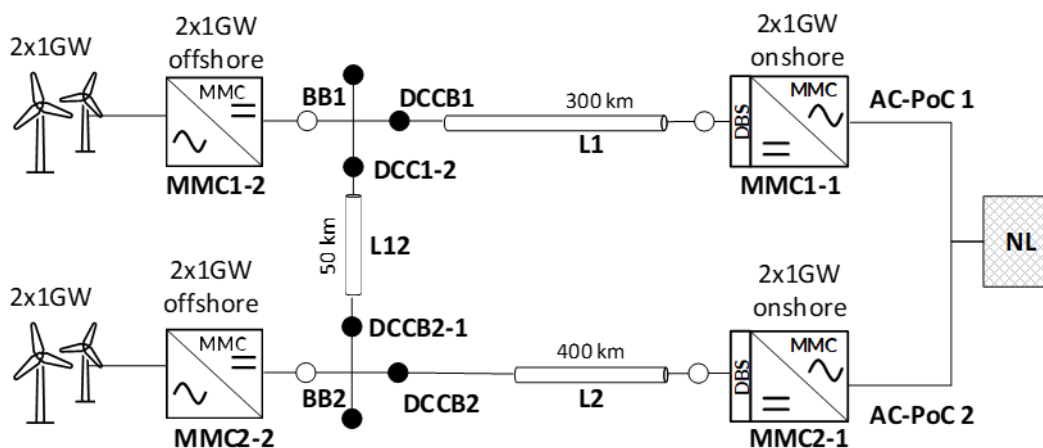 2x1GW
2x1GW
offshore
MMC
MMC1-2
BB1
DCCB1
DCC1-2
300 km
L1
2x1GW
onshore
DBS
MMC
MMC1-1
AC-PoC 1
50 km
L12
NL
2x1GW
2x1GW
offshore
MMC
MMC2-2
BB2
DCCB2-1
DCCB2
400 km
L2
2x1GW
onshore
DBS
MMC
MMC2-1
AC-PoC 2